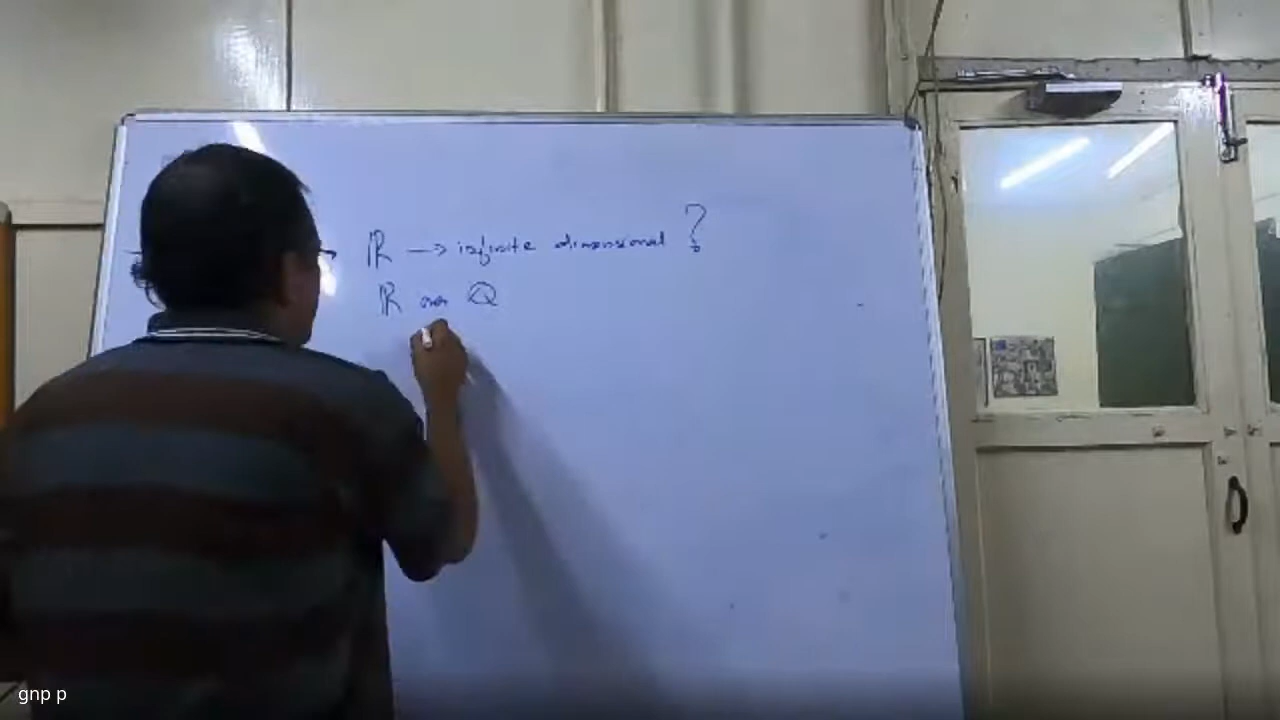 ℝ → infinite dimensional ?
ℝ over ℚ
gnp p